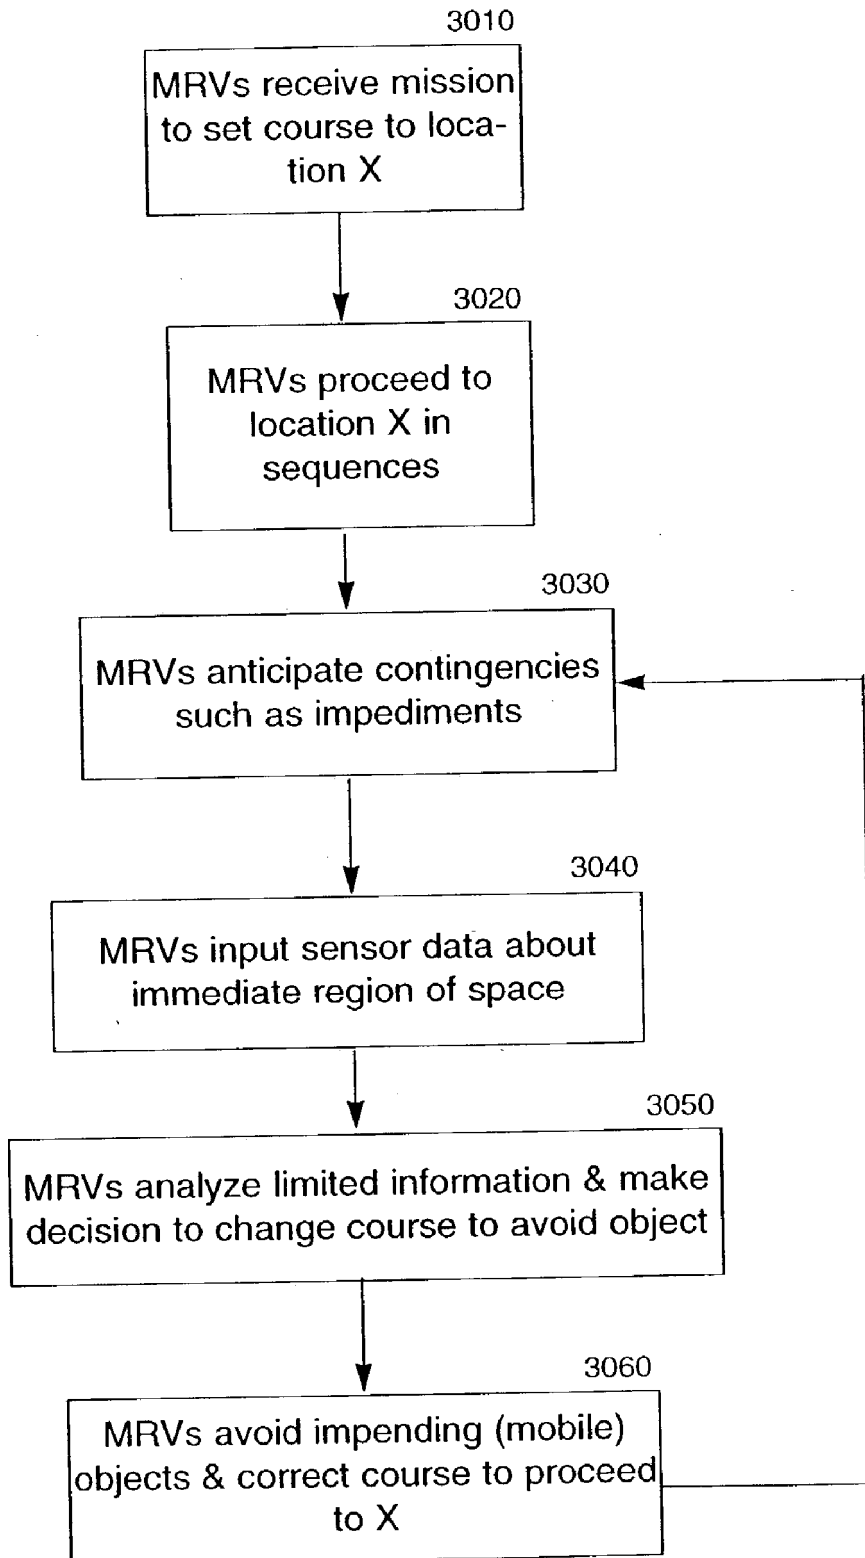 3010
MRVs receive mission
to set course to loca-
tion X
3020
MRVs proceed to
location X in
sequences
3030
MRVs anticipate contingencies
such as impediments
3040
MRVs input sensor data about
immediate region of space
3050
MRVs analyze limited information & make
decision to change course to avoid object
3060
MRVs avoid impending (mobile)
objects & correct course to proceed
to X